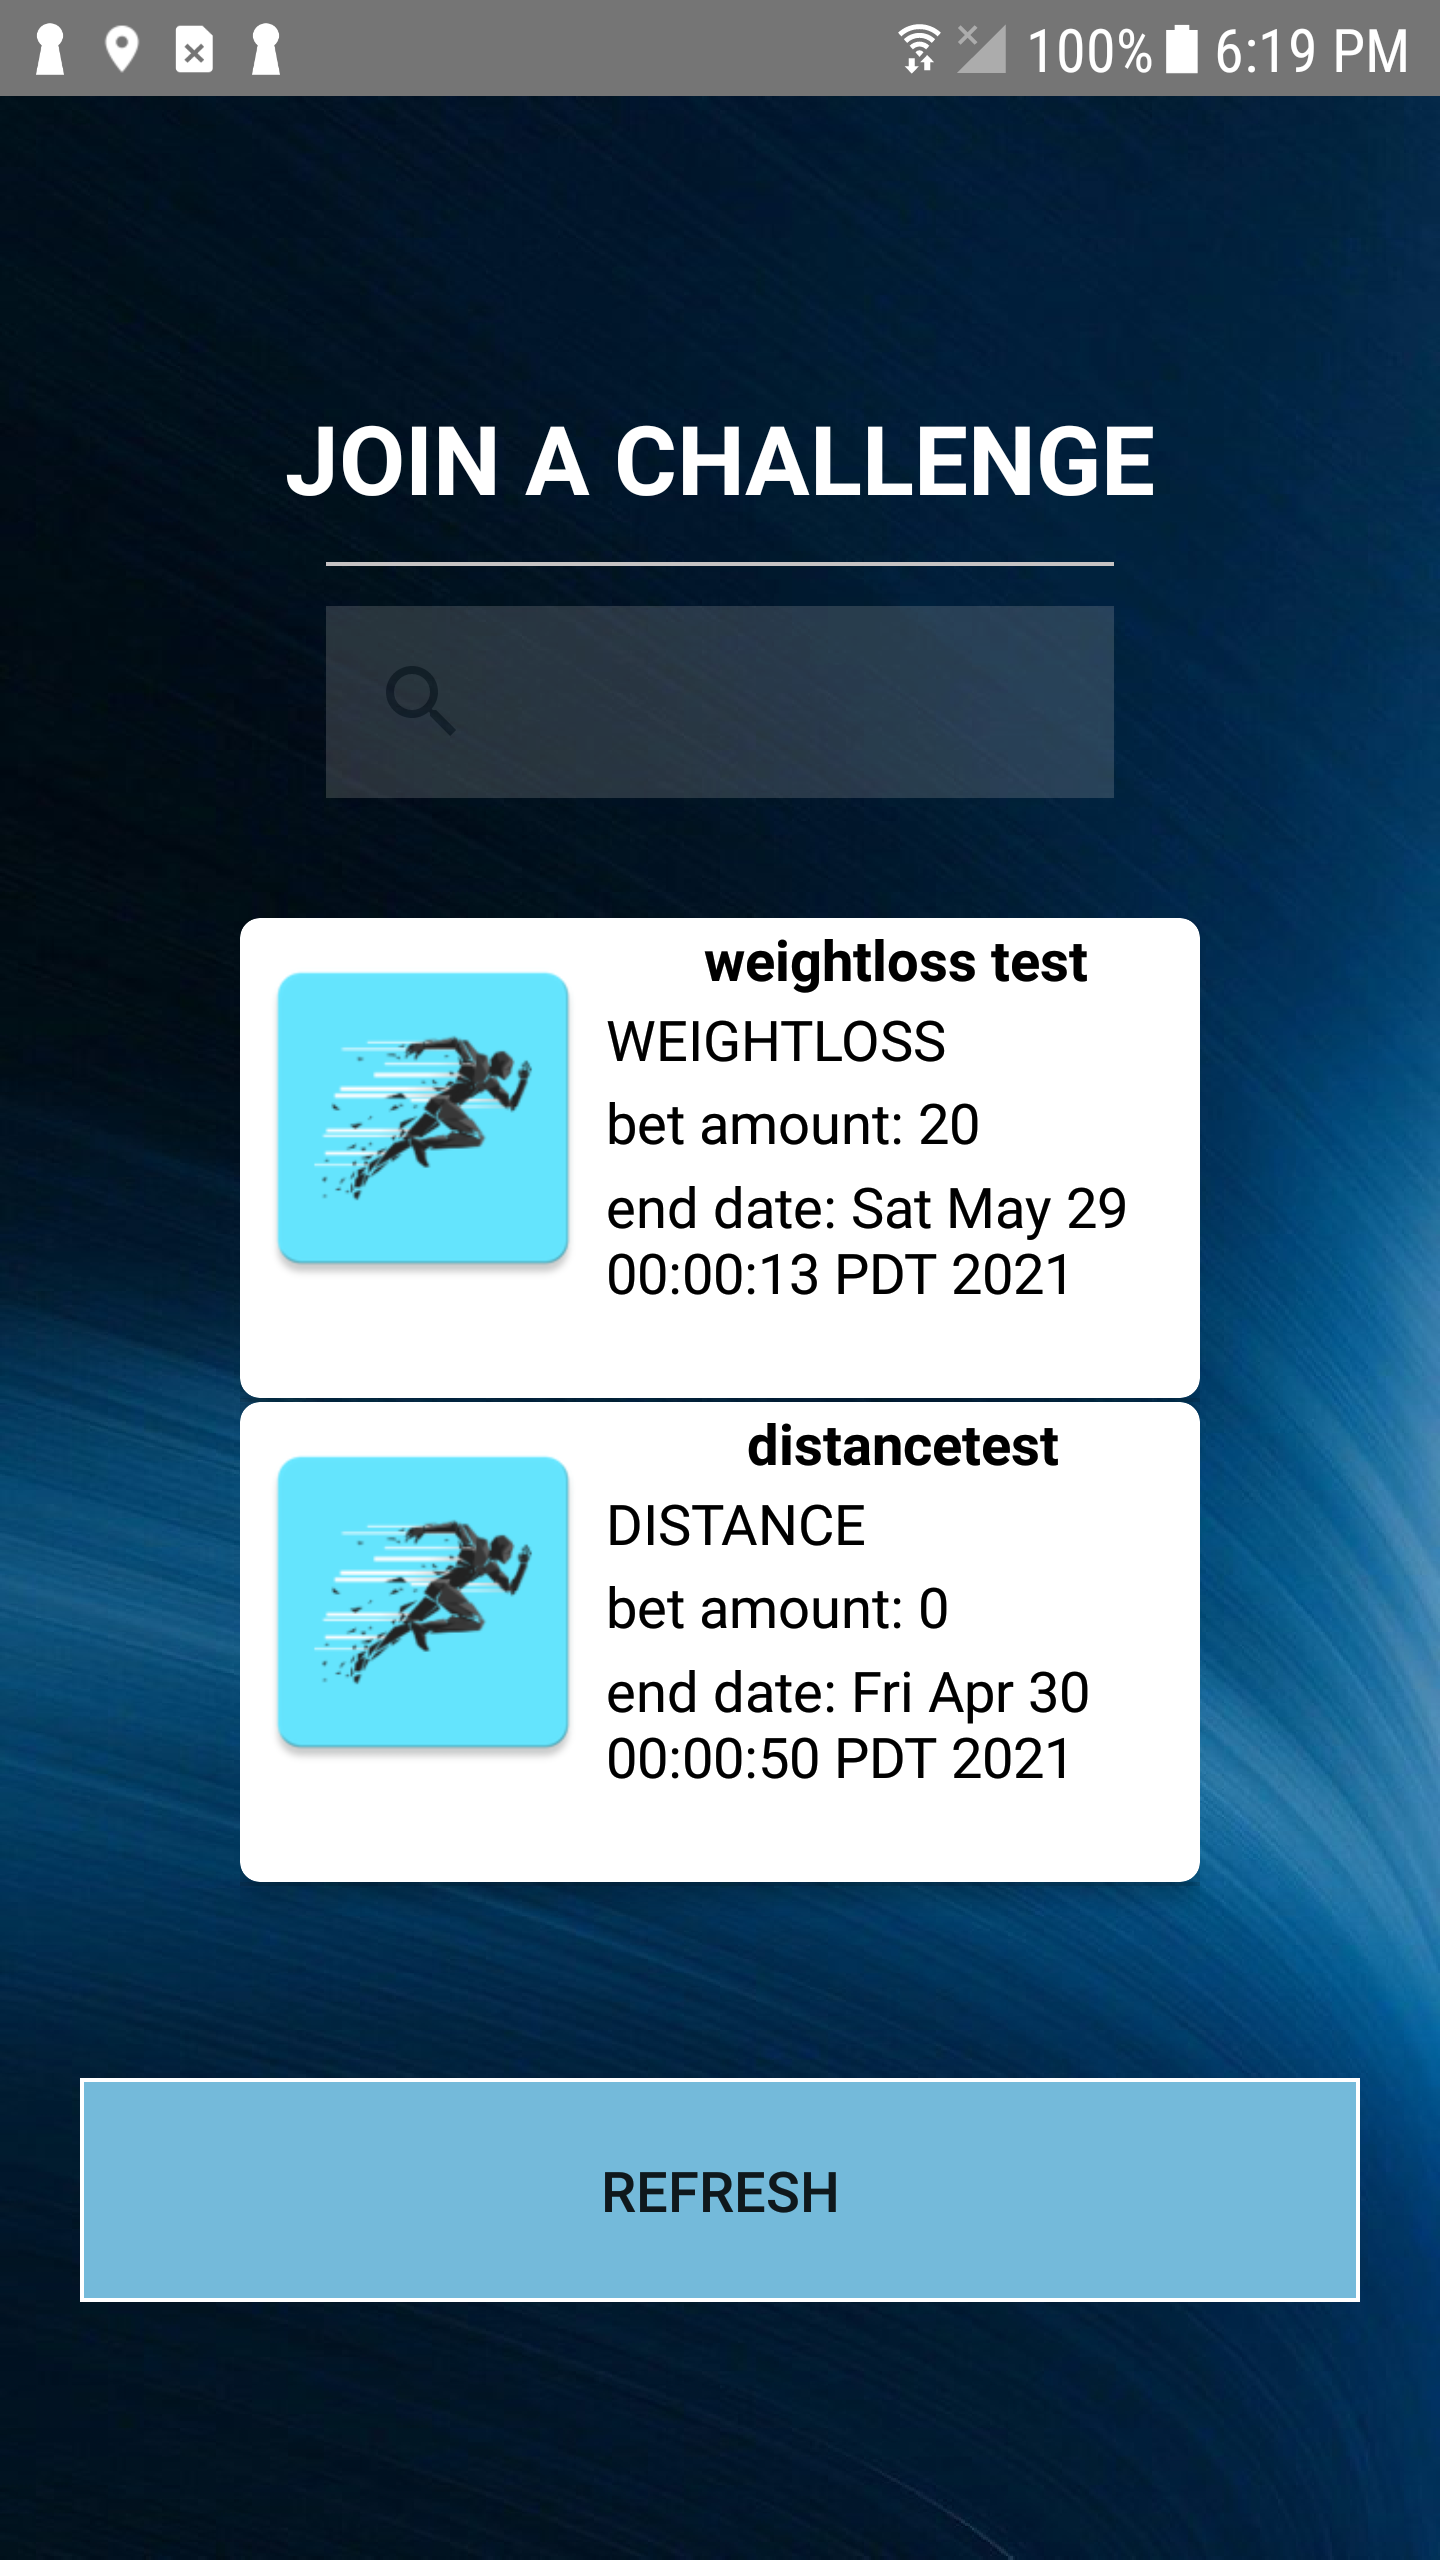 100% 6:19 PM
JOIN A CHALLENGE
weightloss test
WEIGHTLOSS
bet amount: 20
end date: Sat May 29
00:00:13 PDT 2021
distancetest
DISTANCE
bet amount: 0
end date: Fri Apr 30
00:00:50 PDT 2021
REFRESH